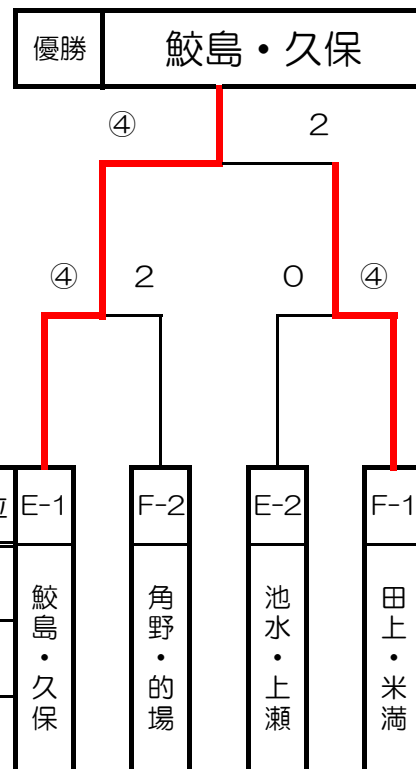 優勝 鮫島・久保
④ 2
④ 2 0 ④
位 E-1 F-2 E-2 F-1
鮫島・久保
角野・的場
池水・上瀬
田上・米満